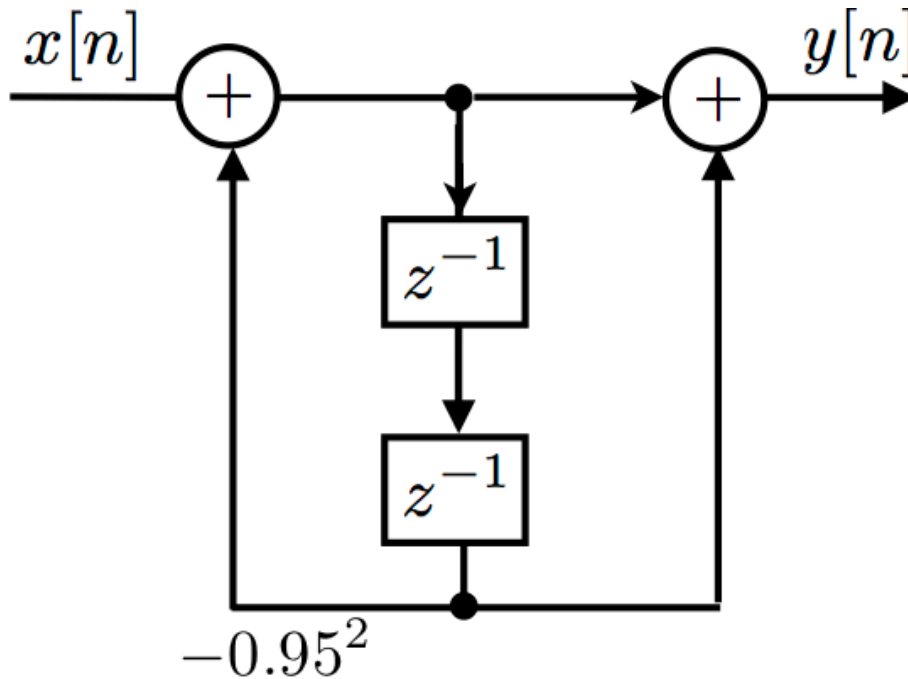 x[n]
y[n]
+
+
z^{-1}
z^{-1}
-0.95^2